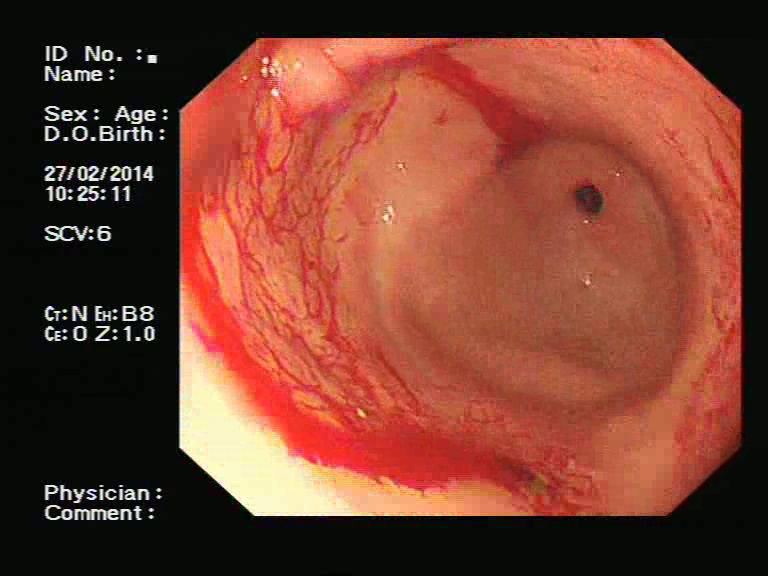 ID No. :
Name:
Sex: Age:
D.O.Birth:
27/02/2014
10:25:11
SCV:6
CT:N EH:B8
CE:0 Z:1.0
Physician:
Comment: